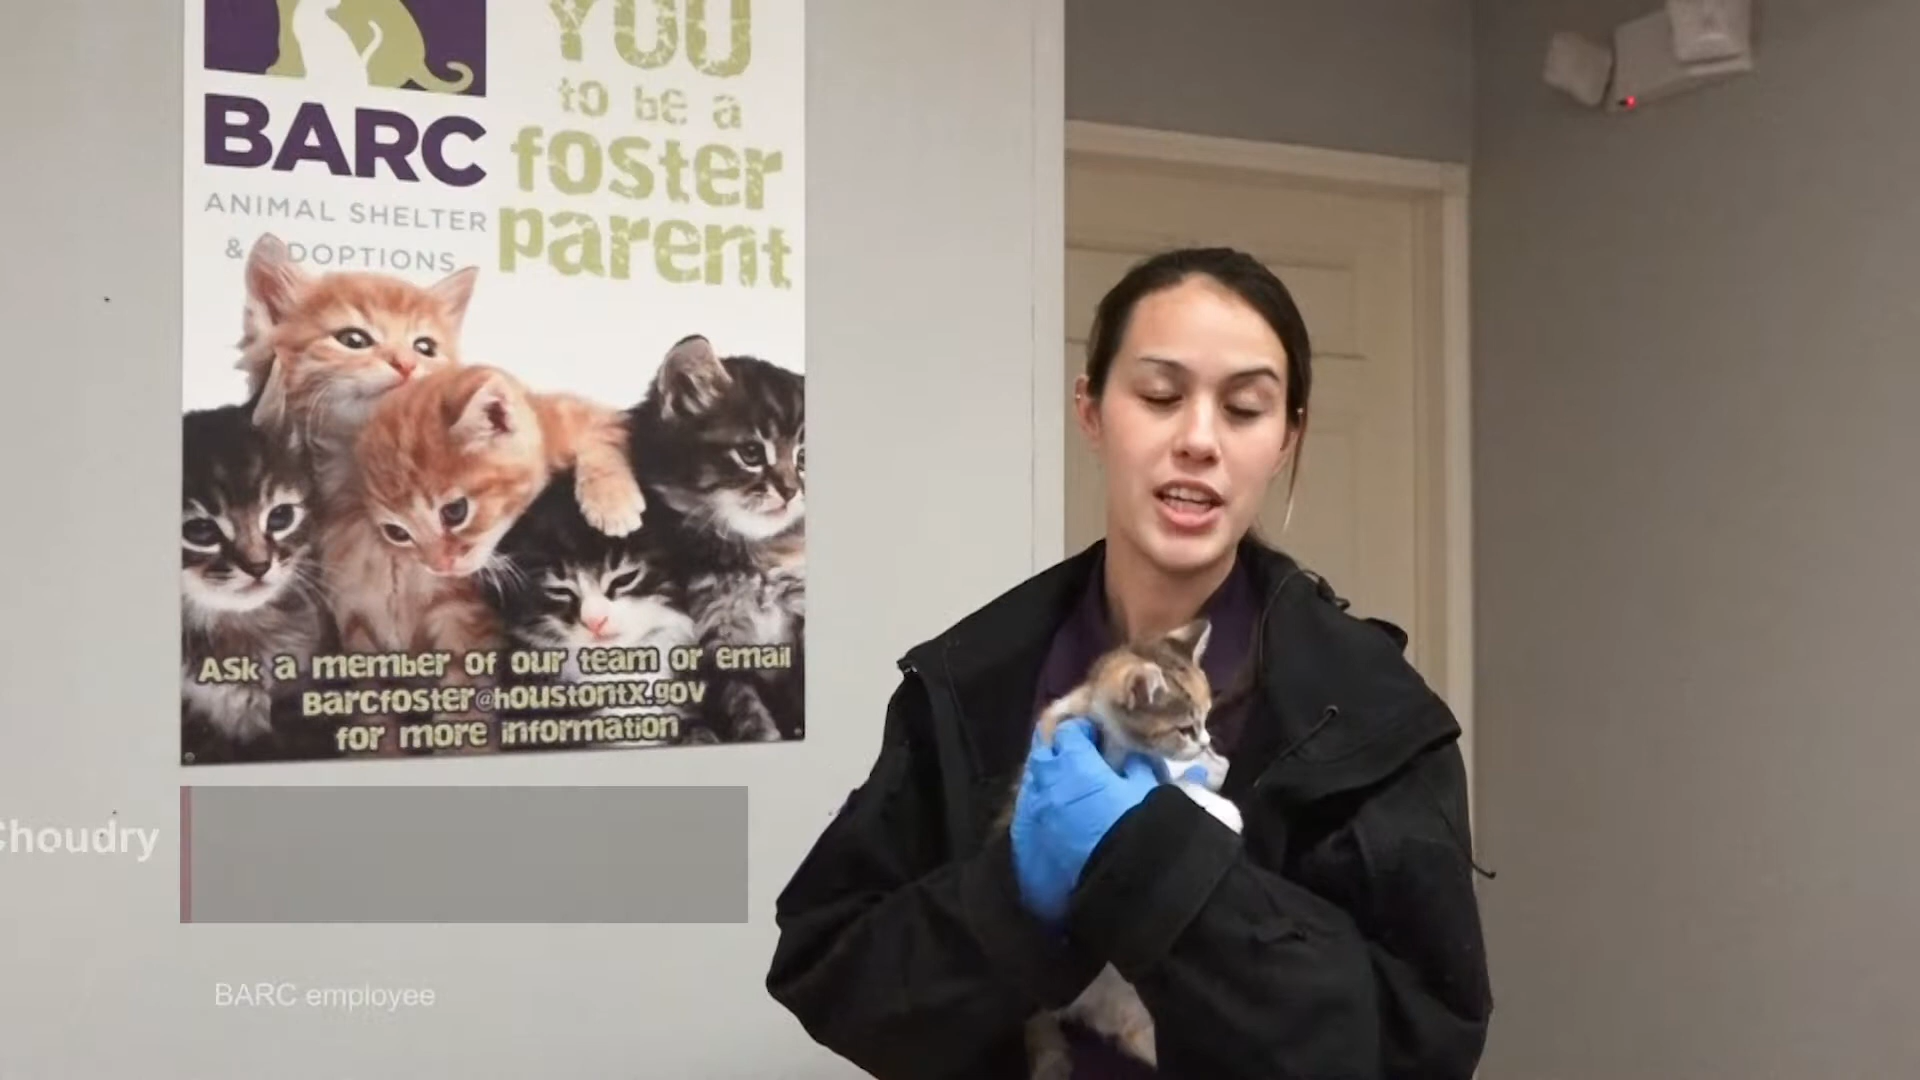 BARC
ANIMAL SHELTER
& ADOPTIONS
YOU
to be a
foster
parent
Ask a member of our team or email
Barcfoster@houstontx.gov
for more information
Choudry
BARC employee